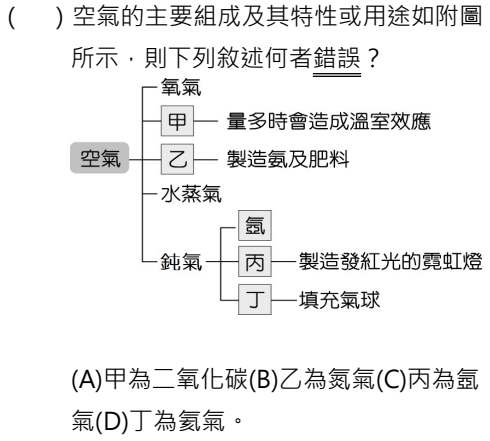 (　　) 空氣的主要組成及其特性或用途如附圖
所示，則下列敘述何者錯誤？
氧氣
甲 量多時會造成溫室效應
空氣 乙 製造氨及肥料
水蒸氣
氬
鈍氣 丙 製造發紅光的霓虹燈
丁 填充氣球
(A)甲為二氧化碳(B)乙為氮氣(C)丙為氬
氣(D)丁為氦氣。